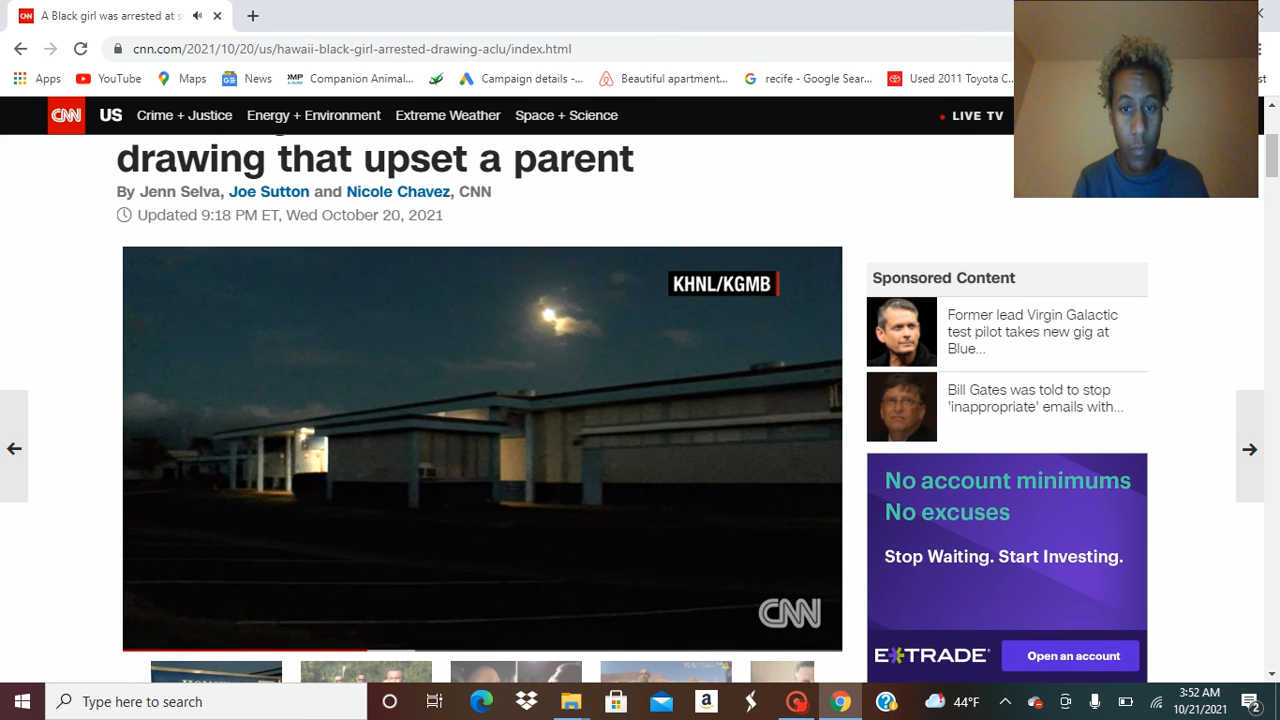 A Black girl was arrested at s
cnn.com/2021/10/20/us/hawaii-black-girl-arrested-drawing-aclu/index.html
Apps YouTube Maps News Companion Animal... Campaign details -... Beautiful apartment... recife - Google Sear... Used 2011 Toyota C...
CNN US Crime + Justice Energy + Environment Extreme Weather Space + Science LIVE TV
drawing that upset a parent
By Jenn Selva, Joe Sutton and Nicole Chavez, CNN
Updated 9:18 PM ET, Wed October 20, 2021
KHNL/KGMB
CNN
Sponsored Content
Former lead Virgin Galactic
test pilot takes new gig at
Blue...
Bill Gates was told to stop
'inappropriate' emails with...
No account minimums
No excuses
Stop Waiting. Start Investing.
E*TRADE Open an account
Type here to search
44°F
3:52 AM
10/21/2021
2